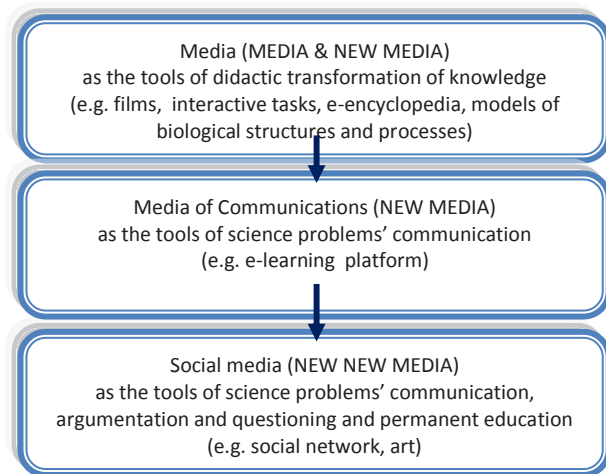 Media (MEDIA & NEW MEDIA)
as the tools of didactic transformation of knowledge
(e.g. films, interactive tasks, e-encyclopedia, models of
biological structures and processes)
Media of Communications (NEW MEDIA)
as the tools of science problems' communication
(e.g. e-learning platform)
Social media (NEW NEW MEDIA)
as the tools of science problems' communication,
argumentation and questioning and permanent education
(e.g. social network, art)